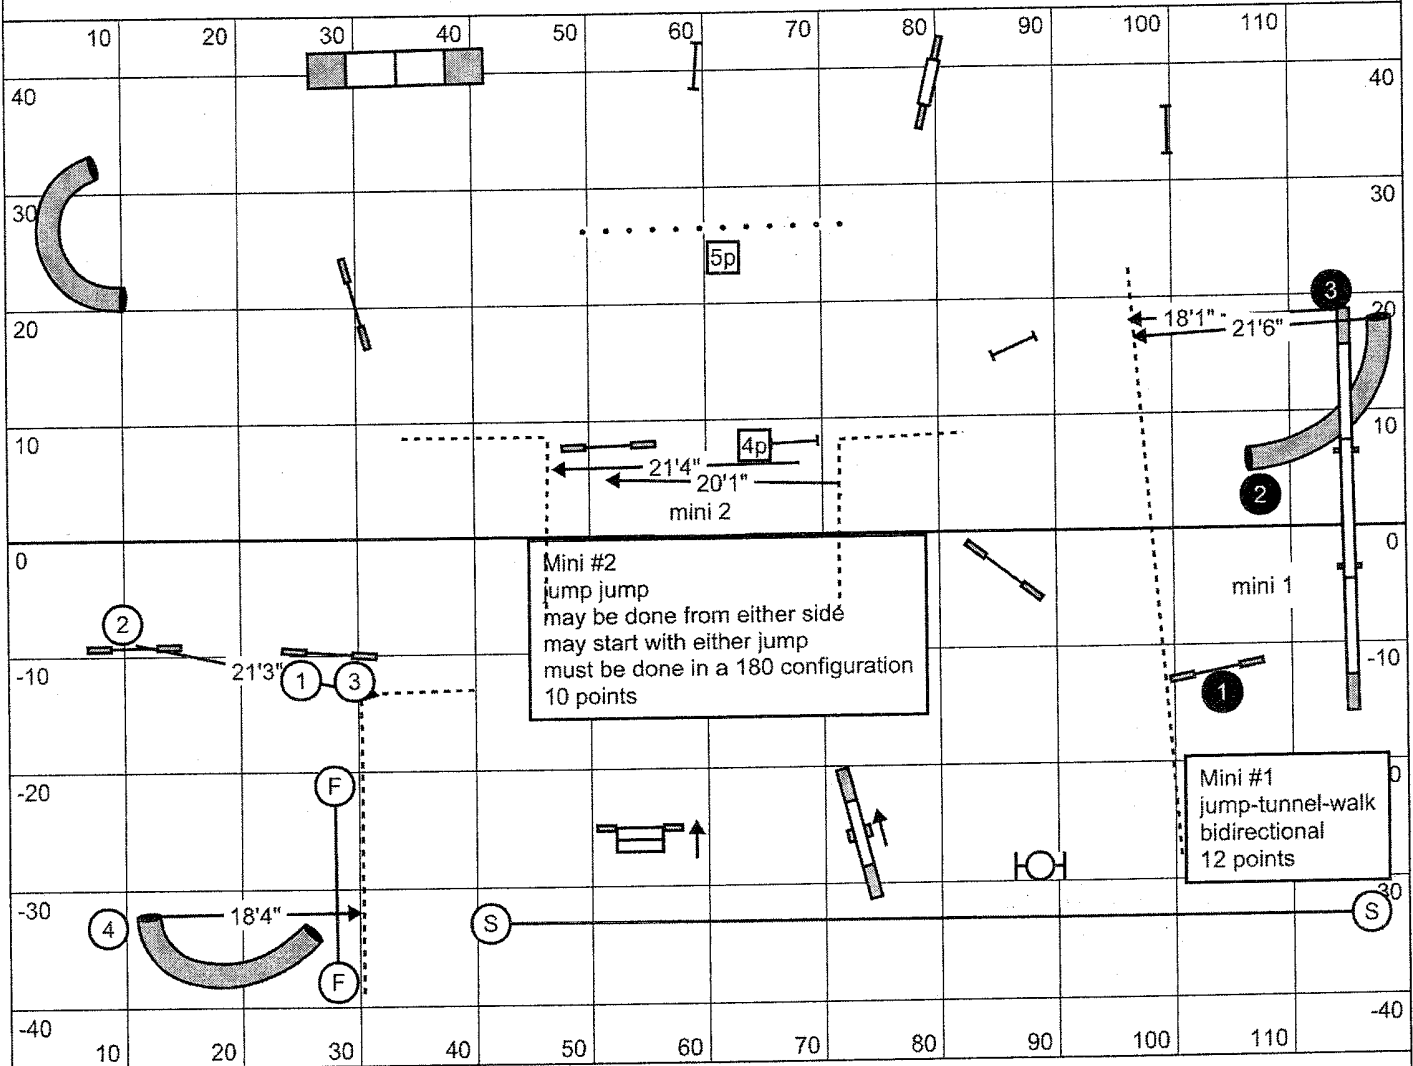 10 20 30 40 50 60 70 80 90 100 110
40 40
30 30
5p
3
20 20
18'1"
21'6"
10 4p 10
21'4"
20'1"
2
mini 2
0 0
Mini #2
jump jump
may be done from either side
may start with either jump
must be done in a 180 configuration
10 points
mini 1
2
21'3"
1 3
-10 -10
1
F
-20 0
Mini #1
jump-tunnel-walk
bidirectional
12 points
30
-30
18'4"
4
S S
F
-40 -40
10 20 30 40 50 60 70 80 90 100 110